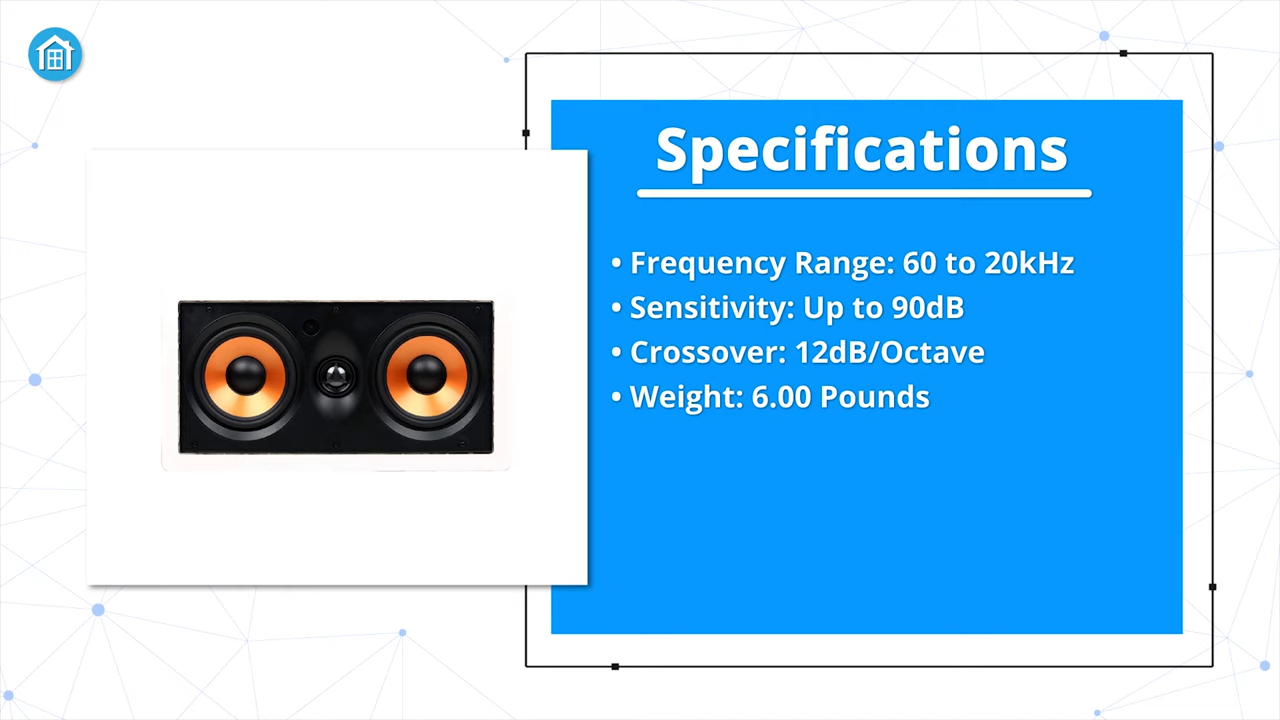 Specifications
• Frequency Range: 60 to 20kHz
• Sensitivity: Up to 90dB
• Crossover: 12dB/Octave
• Weight: 6.00 Pounds